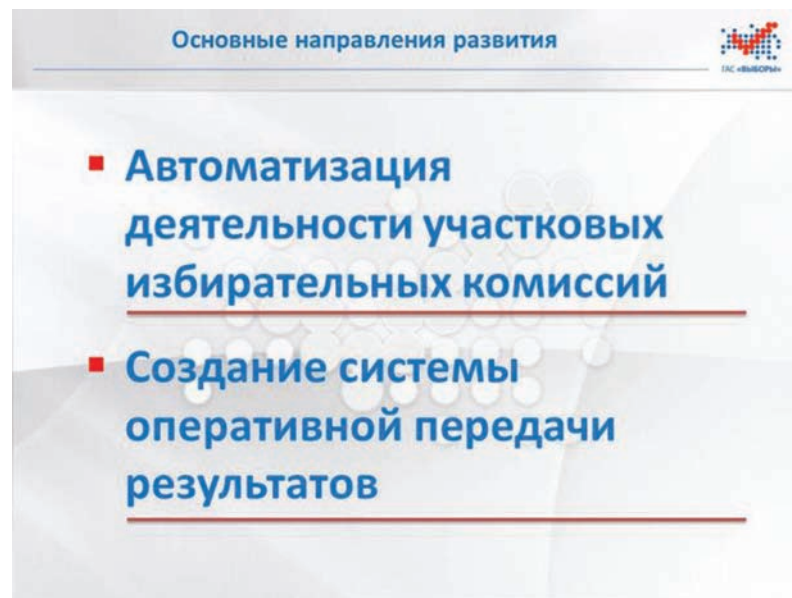 Основные направления развития
ГАС «ВЫБОРЫ»
Автоматизация
деятельности участковых
избирательных комиссий
Создание системы
оперативной передачи
результатов